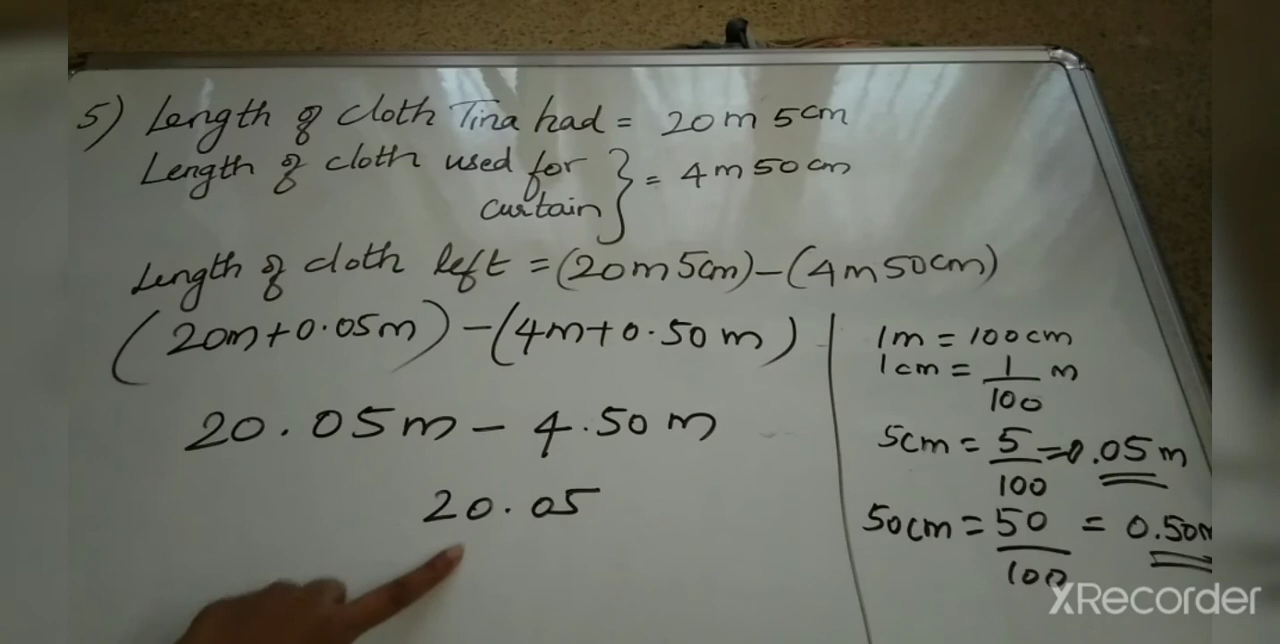 5) Length of cloth Tina had = 20m 5cm
Length of cloth used for } = 4m 50cm
curtain
Length of cloth left = (20m 5cm) - (4m 50cm)
(20m + 0.05m) - (4m + 0.50m)
20.05m - 4.50m
20.05
1m = 100cm
1cm = 1/100 m
5cm = 5/100 = 0.05m
50cm = 50/100 = 0.50m
XRecorder